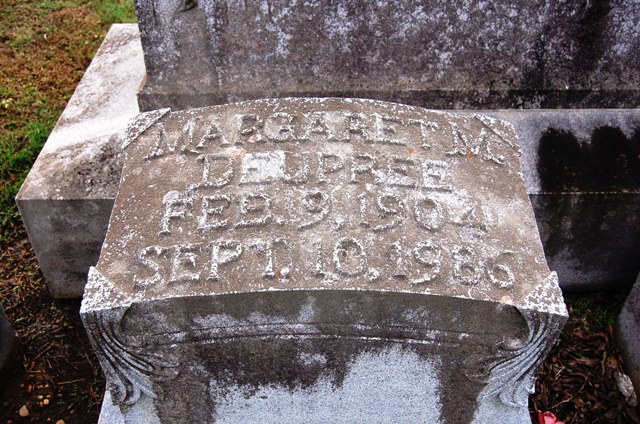 MARGARET M.
DEUPREE
FEB. 9, 1904
SEPT. 10, 1986